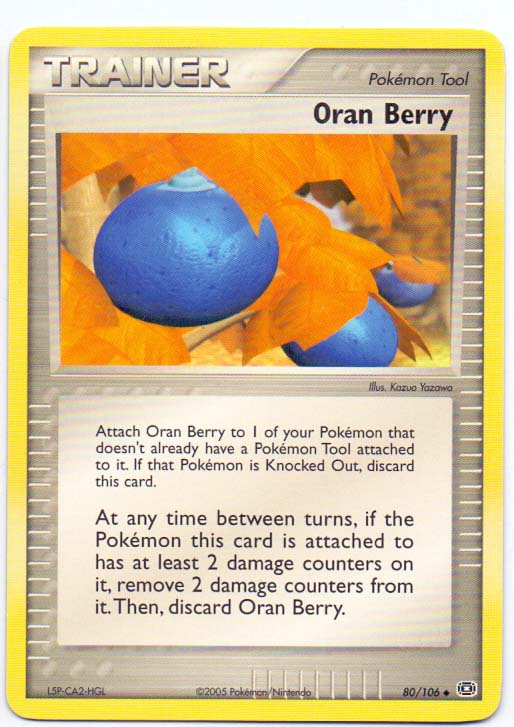 TRAINER
Pokémon Tool
Oran Berry
Illus. Kazuo Yazawa
Attach Oran Berry to 1 of your Pokémon that
doesn't already have a Pokémon Tool attached
to it. If that Pokémon is Knocked Out, discard
this card.
At any time between turns, if the
Pokémon this card is attached to
has at least 2 damage counters on
it, remove 2 damage counters from
it. Then, discard Oran Berry.
L5P-CA2-HGL
©2005 Pokémon/Nintendo
80/106 ◆